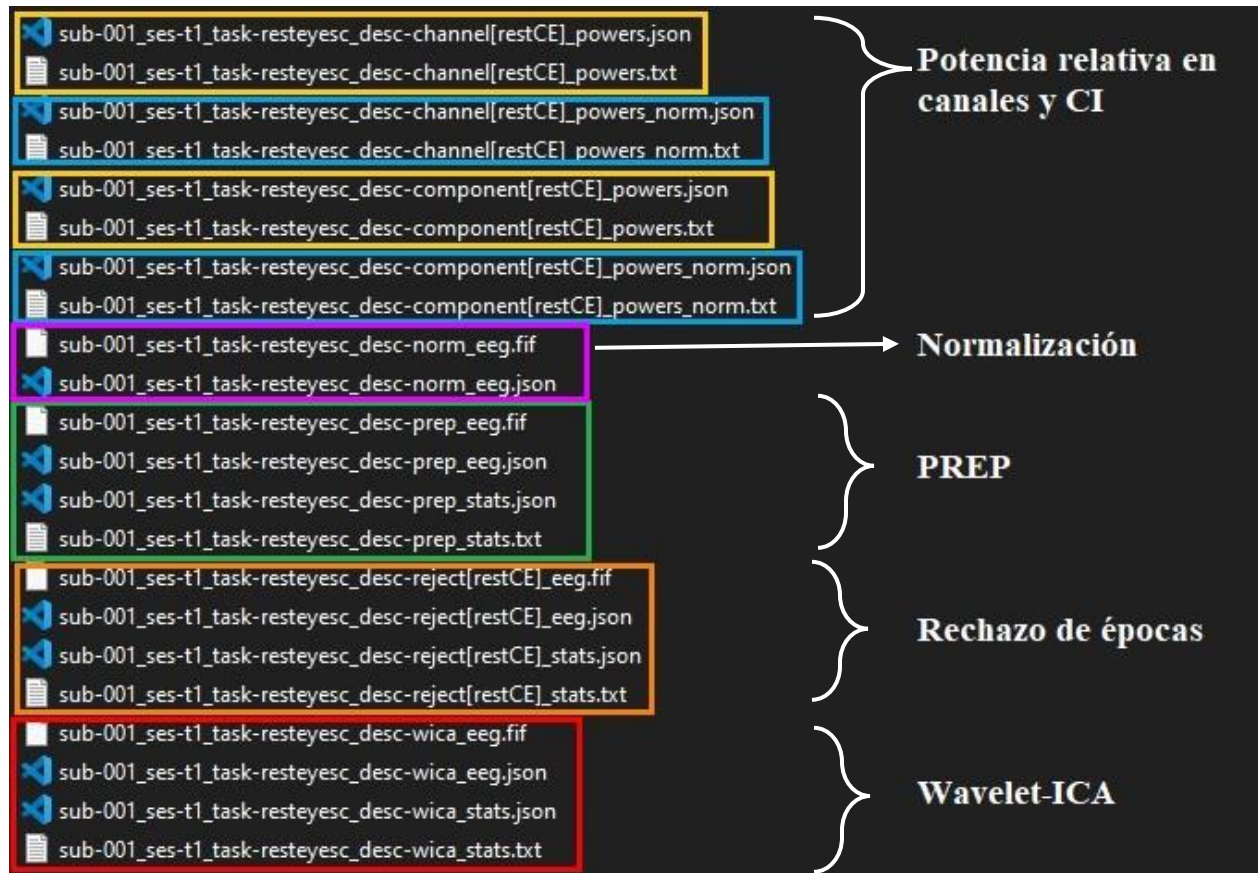 sub-001_ses-t1_task-resteyesc_desc-channel[restCE]_powers.json
sub-001_ses-t1_task-resteyesc_desc-channel[restCE]_powers.txt
sub-001_ses-t1_task-resteyesc_desc-channel[restCE]_powers_norm.json
sub-001_ses-t1_task-resteyesc_desc-channel[restCE]_powers_norm.txt
sub-001_ses-t1_task-resteyesc_desc-component[restCE]_powers.json
sub-001_ses-t1_task-resteyesc_desc-component[restCE]_powers.txt
sub-001_ses-t1_task-resteyesc_desc-component[restCE]_powers_norm.json
sub-001_ses-t1_task-resteyesc_desc-component[restCE]_powers_norm.txt
Potencia relativa en
canales y CI
sub-001_ses-t1_task-resteyesc_desc-norm_eeg.fif
sub-001_ses-t1_task-resteyesc_desc-norm_eeg.json
Normalización
sub-001_ses-t1_task-resteyesc_desc-prep_eeg.fif
sub-001_ses-t1_task-resteyesc_desc-prep_eeg.json
sub-001_ses-t1_task-resteyesc_desc-prep_stats.json
sub-001_ses-t1_task-resteyesc_desc-prep_stats.txt
PREP
sub-001_ses-t1_task-resteyesc_desc-reject[restCE]_eeg.fif
sub-001_ses-t1_task-resteyesc_desc-reject[restCE]_eeg.json
sub-001_ses-t1_task-resteyesc_desc-reject[restCE]_stats.json
sub-001_ses-t1_task-resteyesc_desc-reject[restCE]_stats.txt
Rechazo de épocas
sub-001_ses-t1_task-resteyesc_desc-wica_eeg.fif
sub-001_ses-t1_task-resteyesc_desc-wica_eeg.json
sub-001_ses-t1_task-resteyesc_desc-wica_stats.json
sub-001_ses-t1_task-resteyesc_desc-wica_stats.txt
Wavelet-ICA